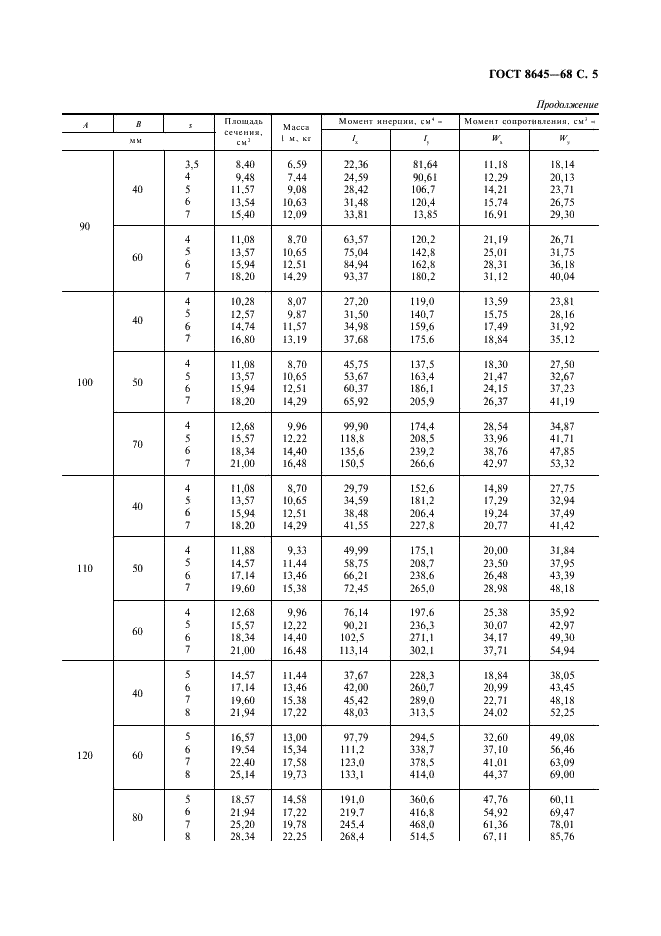 ГОСТ 8645—68 С. 5
Продолжение
A B s Площадь сечения, см² Масса 1 м, кг Момент инерции, см⁴ = Момент сопротивления, см³ =
мм Iₓ I_y Wₓ W_y
3,5 8,40 6,59 22,36 81,64 11,18 18,14
4 9,48 7,44 24,59 90,61 12,29 20,13
40 5 11,57 9,08 28,42 106,7 14,21 23,71
6 13,54 10,63 31,48 120,4 15,74 26,75
7 15,40 12,09 33,81 13,85 16,91 29,30
90
4 11,08 8,70 63,57 120,2 21,19 26,71
5 13,57 10,65 75,04 142,8 25,01 31,75
60
6 15,94 12,51 84,94 162,8 28,31 36,18
7 18,20 14,29 93,37 180,2 31,12 40,04
4 10,28 8,07 27,20 119,0 13,59 23,81
5 12,57 9,87 31,50 140,7 15,75 28,16
40
6 14,74 11,57 34,98 159,6 17,49 31,92
7 16,80 13,19 37,68 175,6 18,84 35,12
4 11,08 8,70 45,75 137,5 18,30 27,50
5 13,57 10,65 53,67 163,4 21,47 32,67
100 50
6 15,94 12,51 60,37 186,1 24,15 37,23
7 18,20 14,29 65,92 205,9 26,37 41,19
4 12,68 9,96 99,90 174,4 28,54 34,87
5 15,57 12,22 118,8 208,5 33,96 41,71
70
6 18,34 14,40 135,6 239,2 38,76 47,85
7 21,00 16,48 150,5 266,6 42,97 53,32
4 11,08 8,70 29,79 152,6 14,89 27,75
5 13,57 10,65 34,59 181,2 17,29 32,94
40
6 15,94 12,51 38,48 206,4 19,24 37,49
7 18,20 14,29 41,55 227,8 20,77 41,42
4 11,88 9,33 49,99 175,1 20,00 31,84
5 14,57 11,44 58,75 208,7 23,50 37,95
110 50
6 17,14 13,46 66,21 238,6 26,48 43,39
7 19,60 15,38 72,45 265,0 28,98 48,18
4 12,68 9,96 76,14 197,6 25,38 35,92
5 15,57 12,22 90,21 236,3 30,07 42,97
60
6 18,34 14,40 102,5 271,1 34,17 49,30
7 21,00 16,48 113,14 302,1 37,71 54,94
5 14,57 11,44 37,67 228,3 18,84 38,05
6 17,14 13,46 42,00 260,7 20,99 43,45
40
7 19,60 15,38 45,42 289,0 22,71 48,18
8 21,94 17,22 48,03 313,5 24,02 52,25
5 16,57 13,00 97,79 294,5 32,60 49,08
6 19,54 15,34 111,2 338,7 37,10 56,46
120 60
7 22,40 17,58 123,0 378,5 41,01 63,09
8 25,14 19,73 133,1 414,0 44,37 69,00
5 18,57 14,58 191,0 360,6 47,76 60,11
6 21,94 17,22 219,7 416,8 54,92 69,47
80
7 25,20 19,78 245,4 468,0 61,36 78,01
8 28,34 22,25 268,4 514,5 67,11 85,76